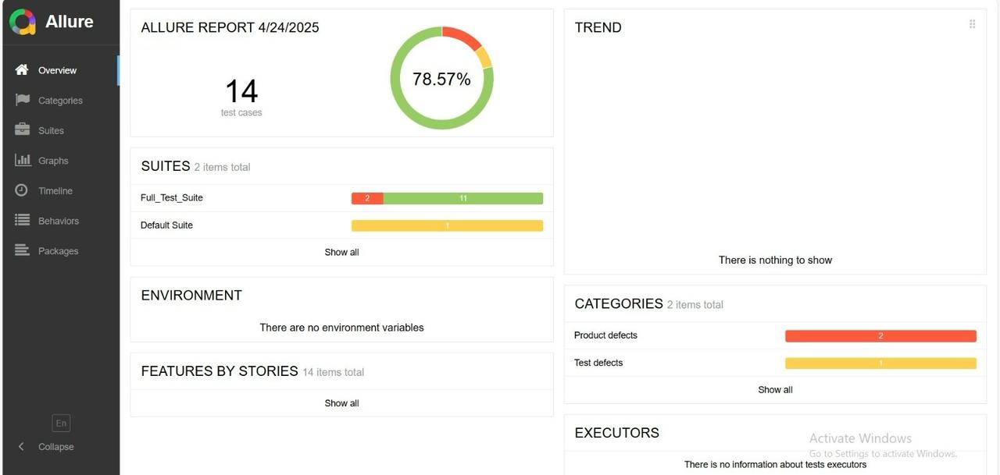 Allure
Overview
Categories
Suites
Graphs
Timeline
Behaviors
Packages
En
Collapse
ALLURE REPORT 4/24/2025
14
test cases
78.57%
SUITES 2 items total
Full_Test_Suite 2 11
Default Suite 1
Show all
ENVIRONMENT
There are no environment variables
FEATURES BY STORIES 14 items total
Show all
TREND
There is nothing to show
CATEGORIES 2 items total
Product defects 2
Test defects 1
Show all
EXECUTORS
There is no information about tests executors
Activate Windows
Go to Settings to activate Windows.